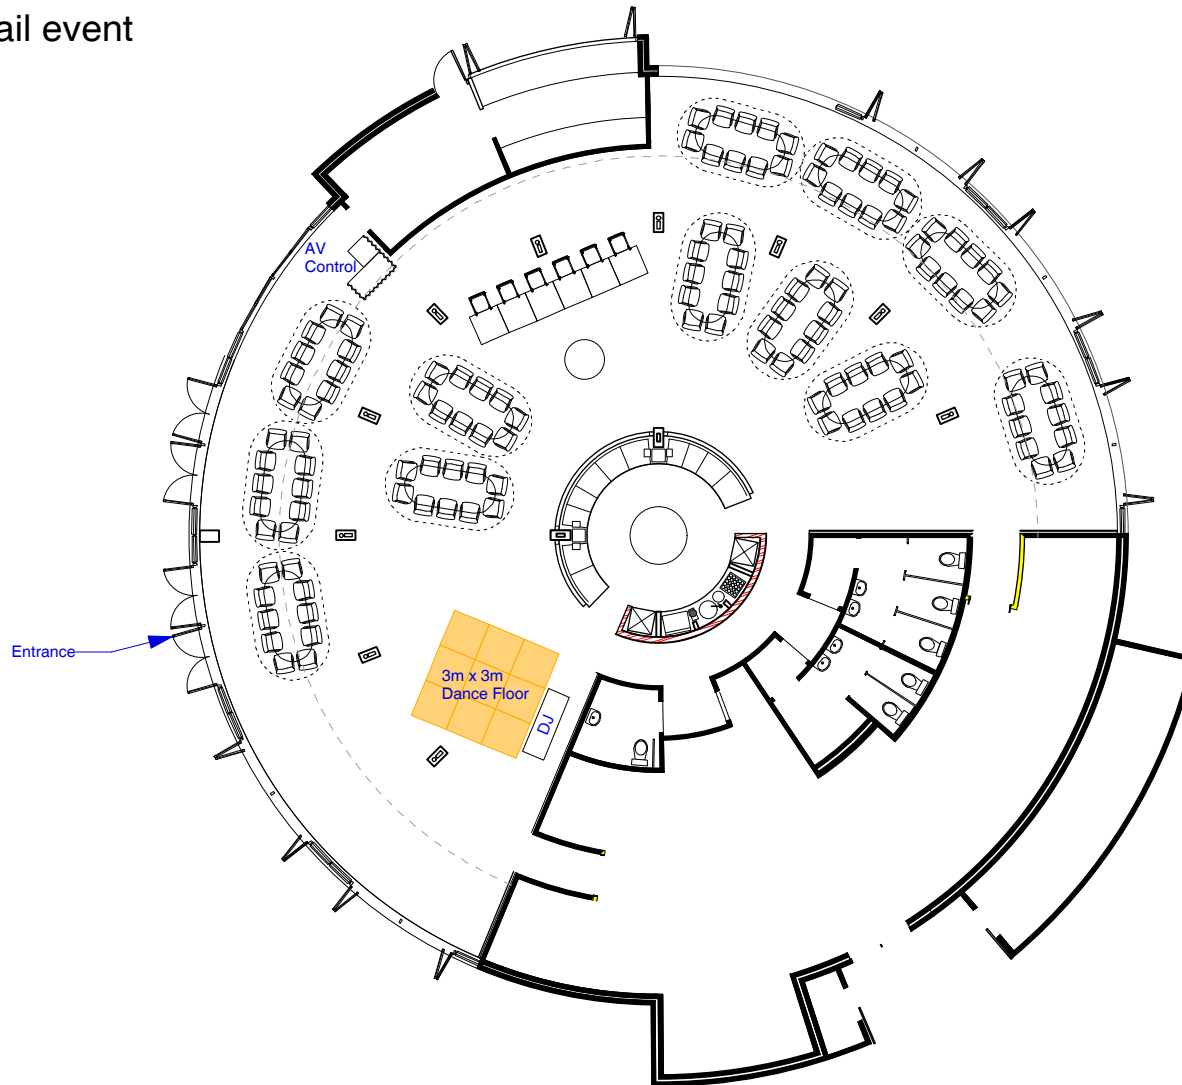 ail event
AV
Control
Entrance
3m x 3m
Dance Floor
DJ